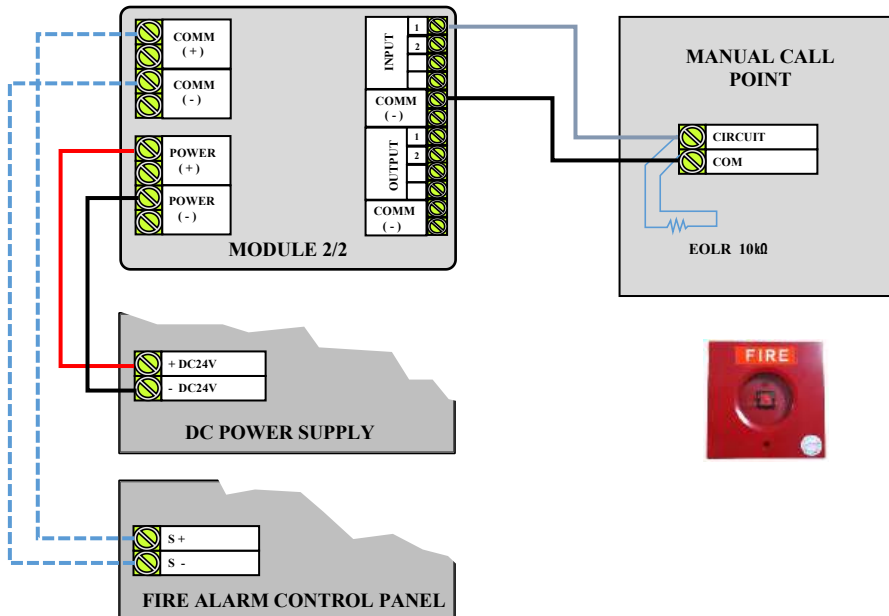 COMM
( + )
COMM
( - )
POWER
( + )
POWER
( - )
INPUT
1
2
COMM
( - )
OUTPUT
1
2
COMM
( - )
MODULE 2/2
MANUAL CALL
POINT
CIRCUIT
COM
EOLR 10kΩ
+ DC24V
- DC24V
DC POWER SUPPLY
FIRE
S +
S -
FIRE ALARM CONTROL PANEL